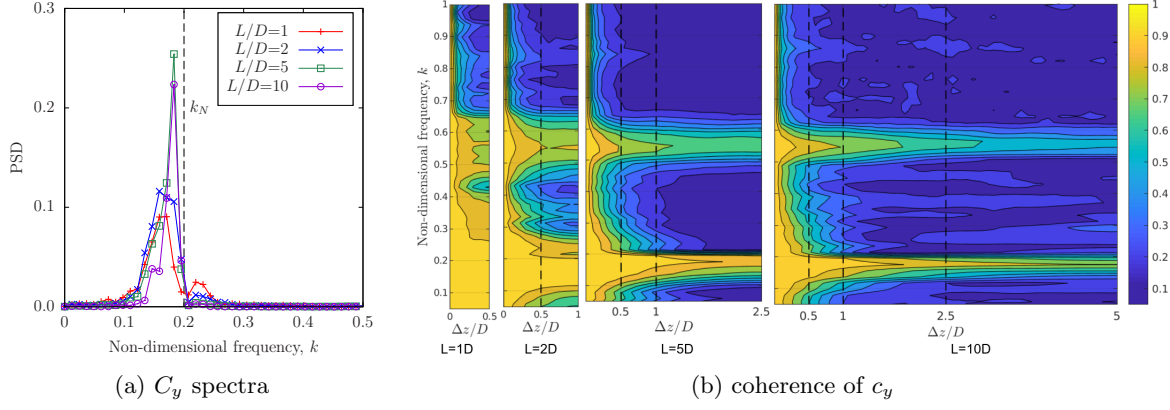 L/D=1
L/D=2
L/D=5
L/D=10
k_N
0.3
0.2
0.1
0.0
PSD
0 0.1 0.2 0.3 0.4 0.5
Non-dimensional frequency, k
(a) C_y spectra
Non-dimensional frequency, k
1
0.9
0.8
0.7
0.6
0.5
0.4
0.3
0.2
0.1
0 0.5
Δz/D
L=1D
0 0.5 1
Δz/D
L=2D
0 0.5 1 2.5
Δz/D
L=5D
0.5 1 2.5 5
Δz/D
L=10D
1
0.9
0.8
0.7
0.6
0.5
0.4
0.3
0.2
0.1
(b) coherence of c_y